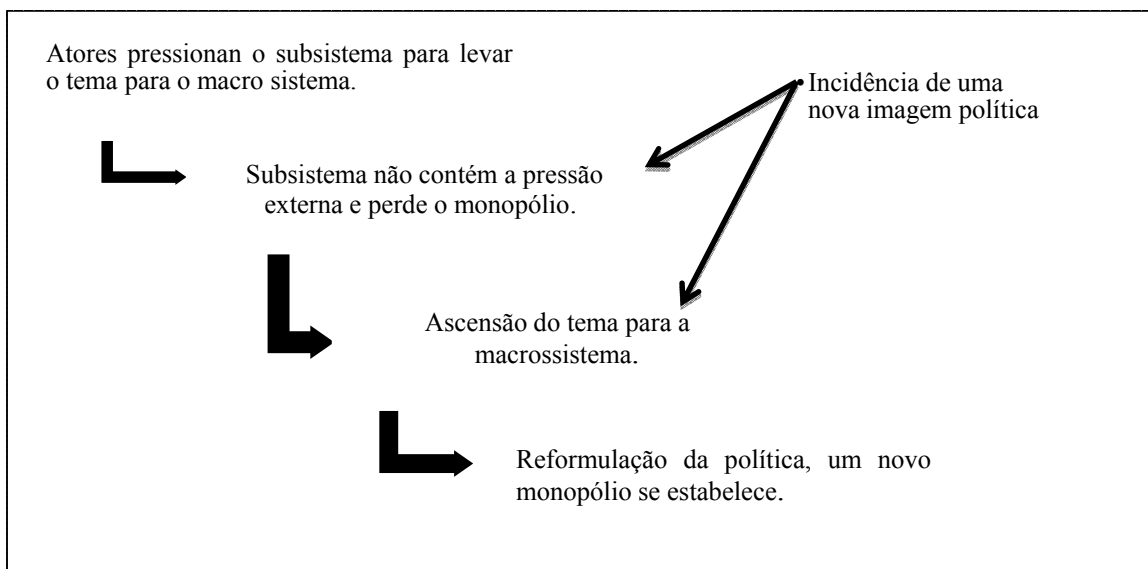 Atores pressionan o subsistema para levar
o tema para o macro sistema.
Incidência de uma
nova imagem política
Subsistema não contém a pressão
externa e perde o monopólio.
Ascensão do tema para a
macrossistema.
Reformulação da política, um novo
monopólio se estabelece.